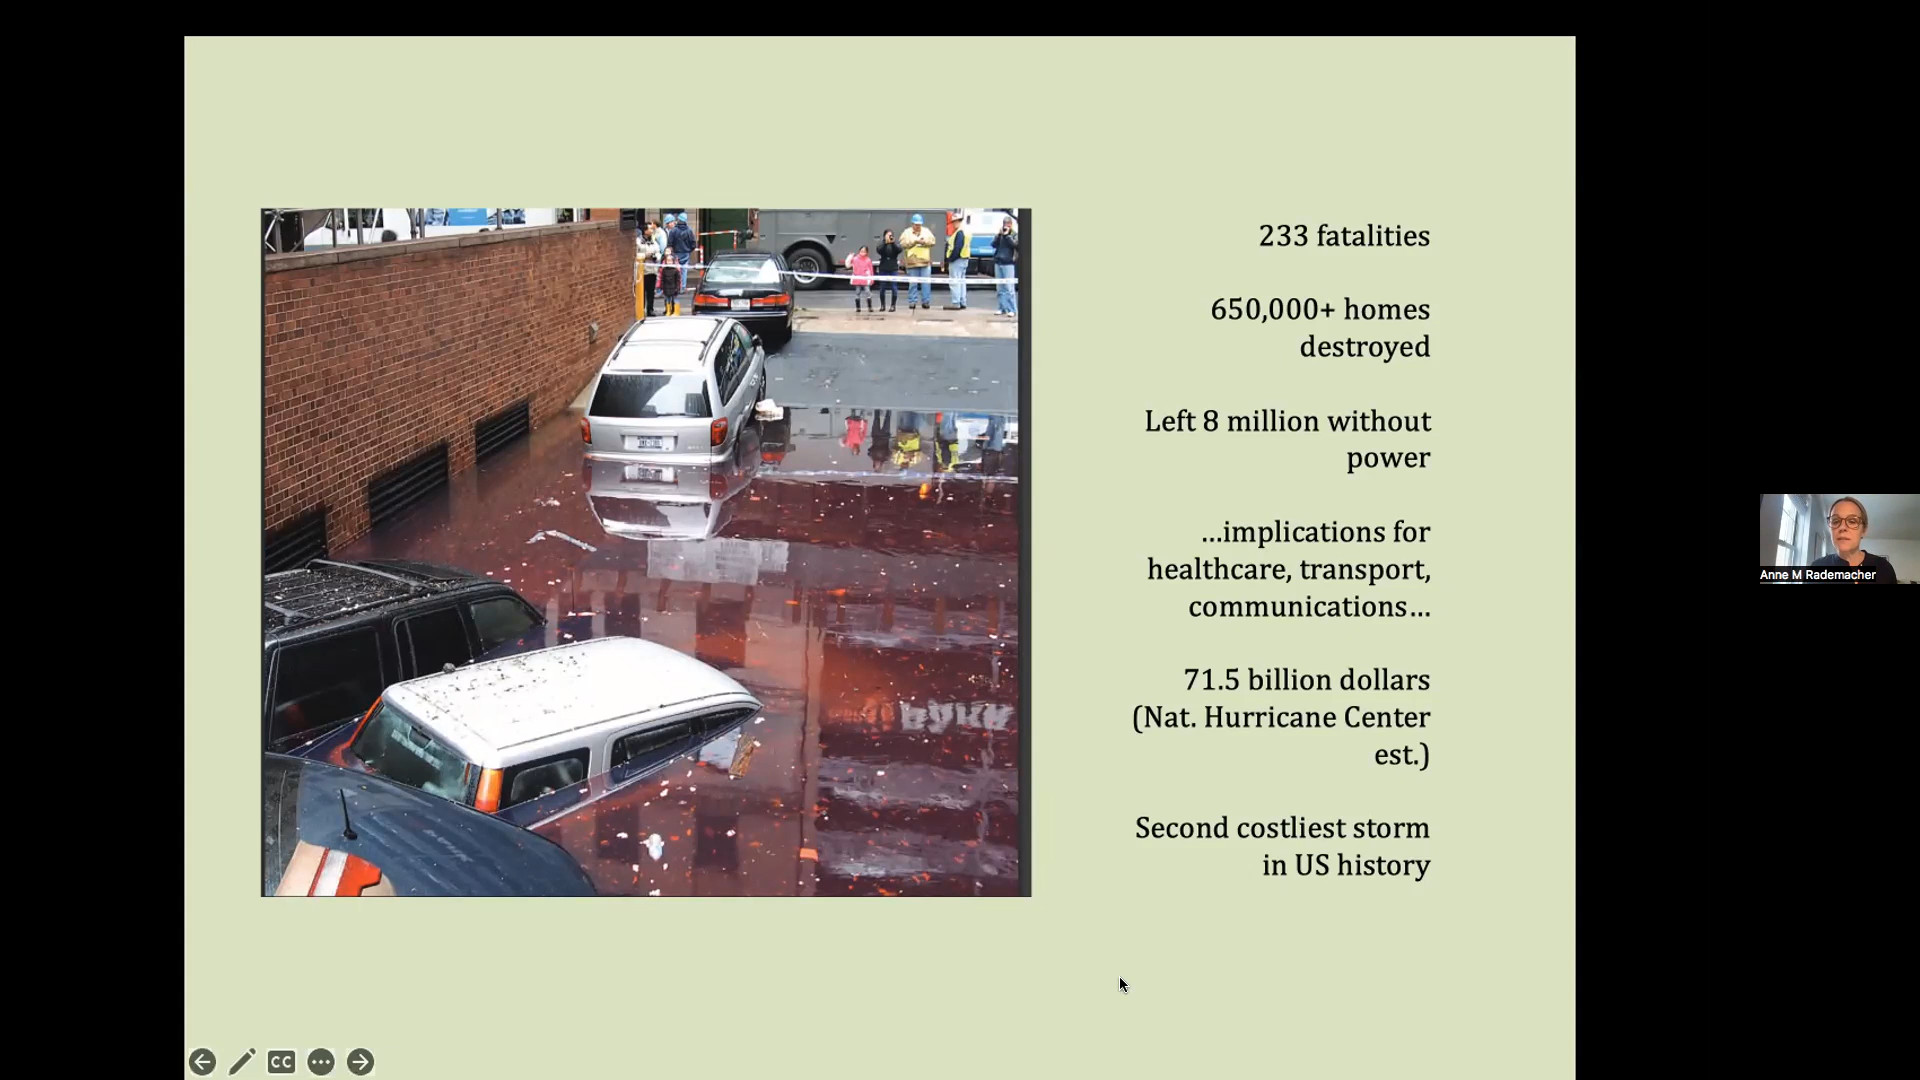 233 fatalities
650,000+ homes
destroyed
Left 8 million without
power
...implications for
healthcare, transport,
communications...
71.5 billion dollars
(Nat. Hurricane Center
est.)
Second costliest storm
in US history
Anne M Rademacher
CC